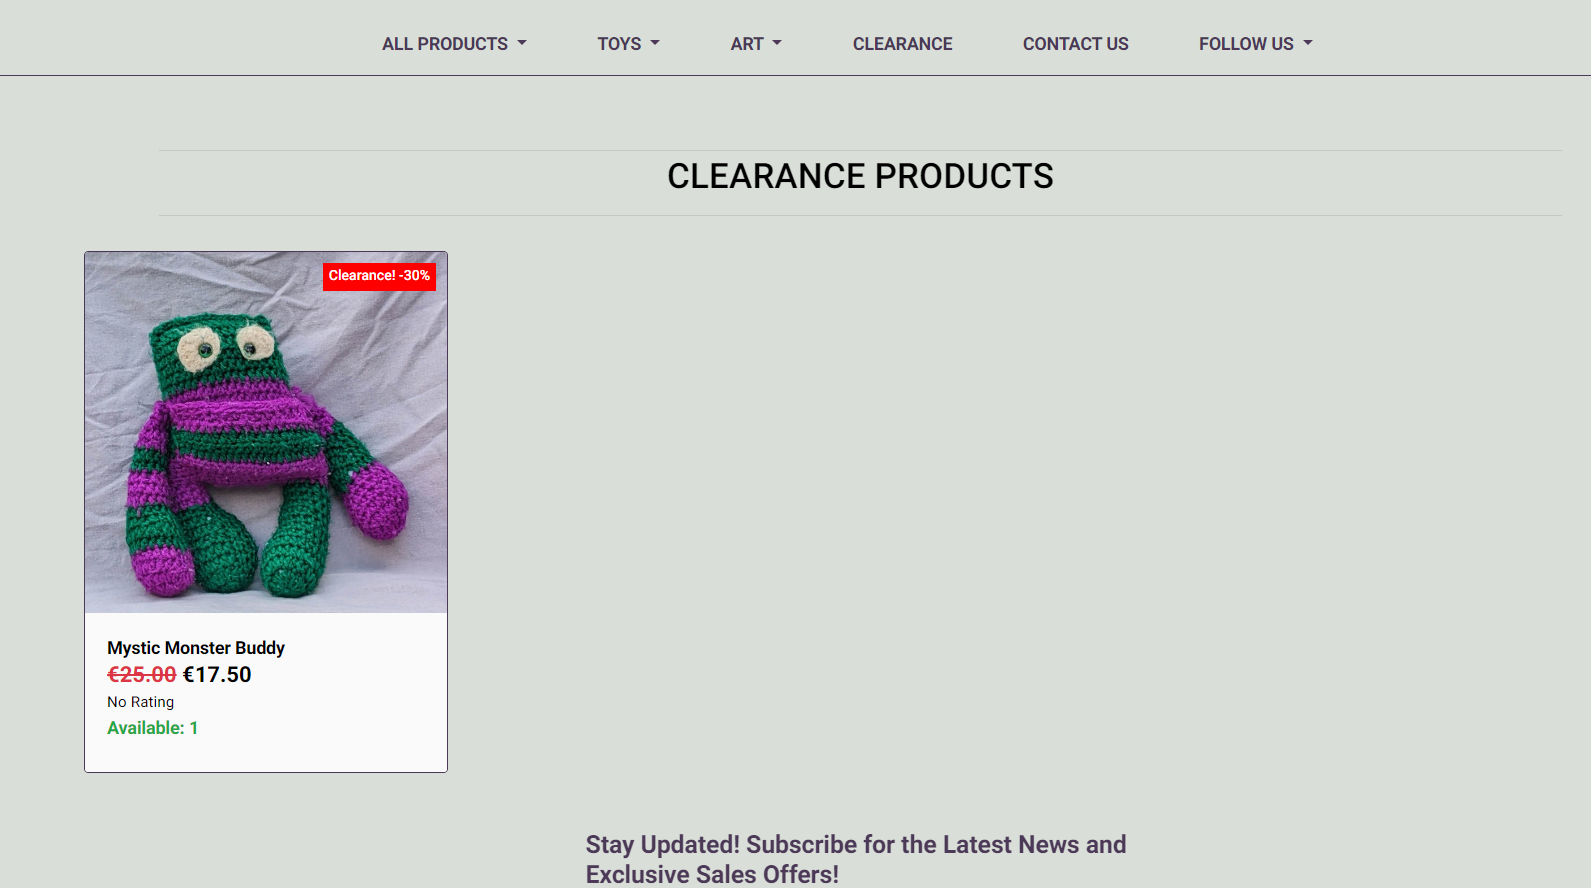 ALL PRODUCTS TOYS ART CLEARANCE CONTACT US FOLLOW US
CLEARANCE PRODUCTS
Clearance! -30%
Mystic Monster Buddy
€25.00 €17.50
No Rating
Available: 1
Stay Updated! Subscribe for the Latest News and
Exclusive Sales Offers!